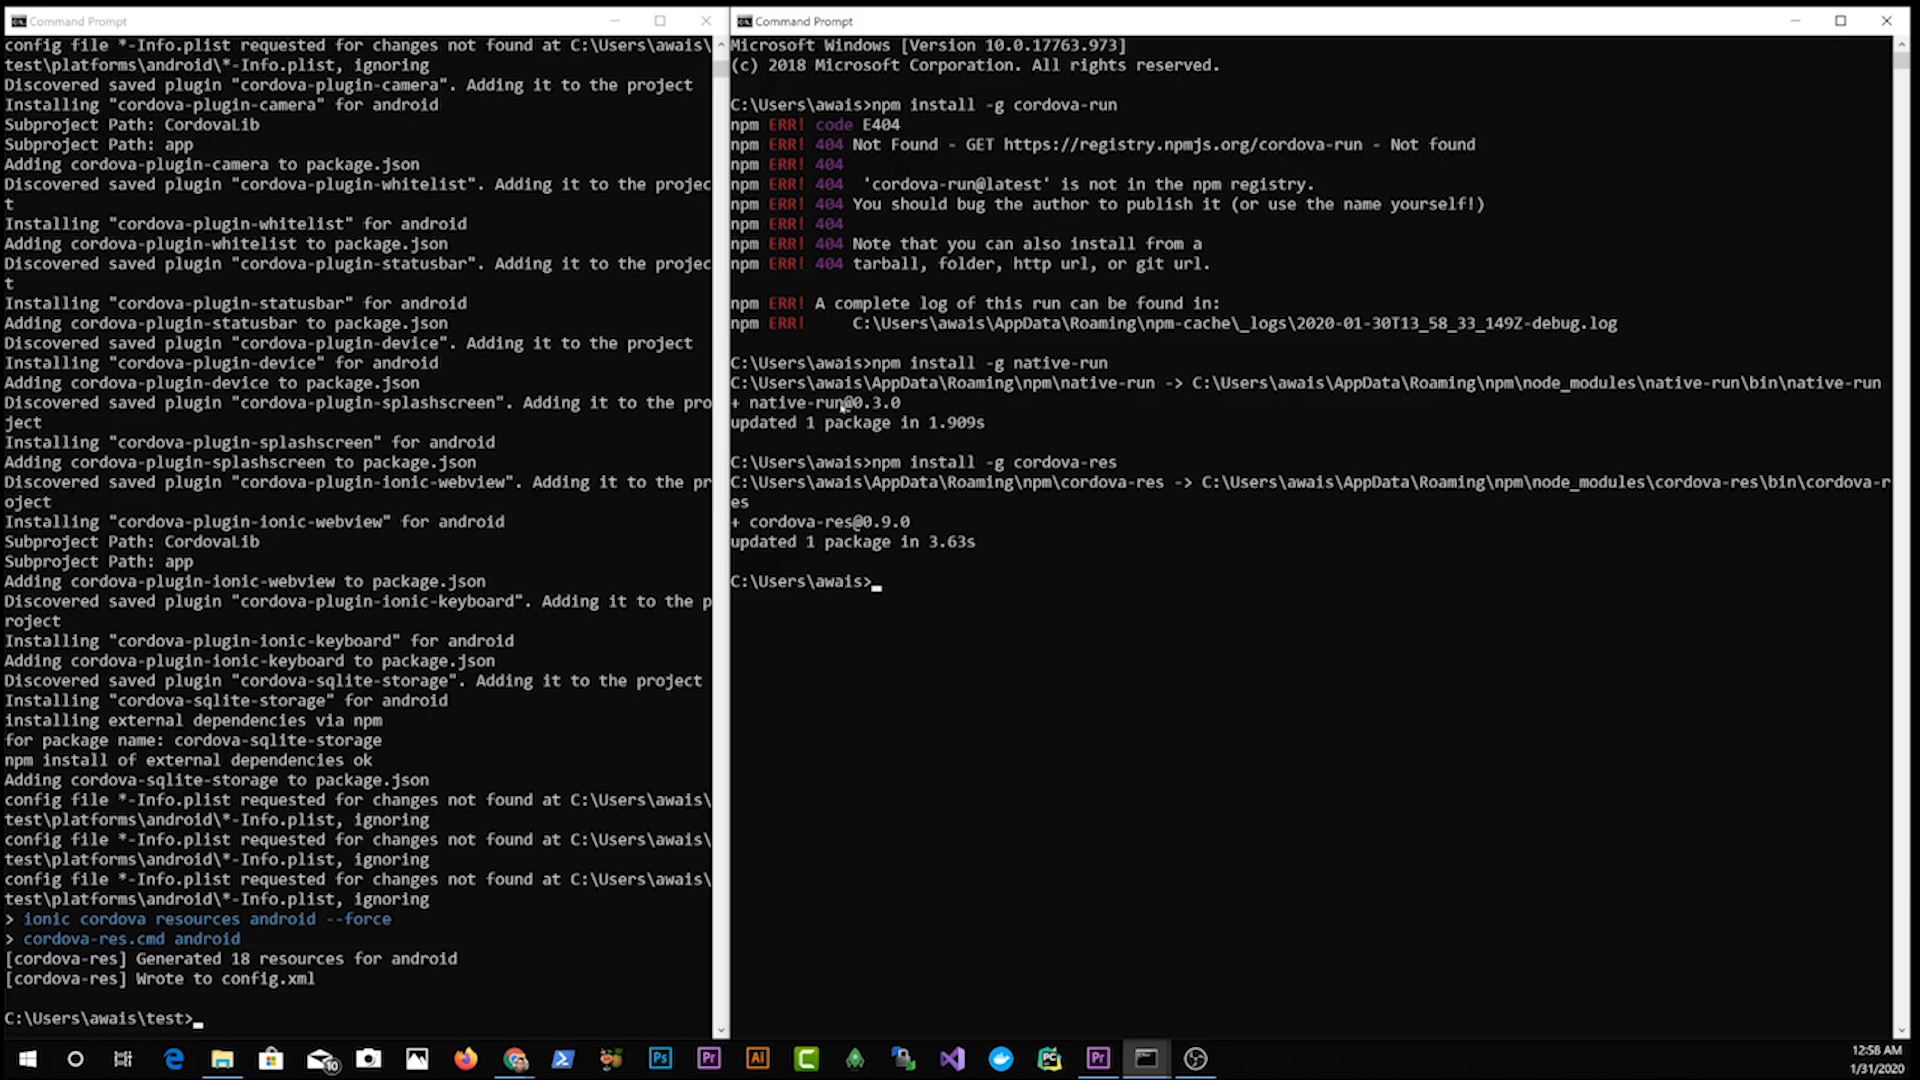 Command Prompt
config file *-Info.plist requested for changes not found at C:\Users\awais\
test\platforms\android\*-Info.plist, ignoring
Discovered saved plugin "cordova-plugin-camera". Adding it to the project
Installing "cordova-plugin-camera" for android
Subproject Path: CordovaLib
Subproject Path: app
Adding cordova-plugin-camera to package.json
Discovered saved plugin "cordova-plugin-whitelist". Adding it to the projec
t
Installing "cordova-plugin-whitelist" for android
Adding cordova-plugin-whitelist to package.json
Discovered saved plugin "cordova-plugin-statusbar". Adding it to the projec
t
Installing "cordova-plugin-statusbar" for android
Adding cordova-plugin-statusbar to package.json
Discovered saved plugin "cordova-plugin-device". Adding it to the project
Installing "cordova-plugin-device" for android
Adding cordova-plugin-device to package.json
Discovered saved plugin "cordova-plugin-splashscreen". Adding it to the pro
ject
Installing "cordova-plugin-splashscreen" for android
Adding cordova-plugin-splashscreen to package.json
Discovered saved plugin "cordova-plugin-ionic-webview". Adding it to the pr
oject
Installing "cordova-plugin-ionic-webview" for android
Subproject Path: CordovaLib
Subproject Path: app
Adding cordova-plugin-ionic-webview to package.json
Discovered saved plugin "cordova-plugin-ionic-keyboard". Adding it to the p
roject
Installing "cordova-plugin-ionic-keyboard" for android
Adding cordova-plugin-ionic-keyboard to package.json
Discovered saved plugin "cordova-sqlite-storage". Adding it to the project
Installing "cordova-sqlite-storage" for android
installing external dependencies via npm
for package name: cordova-sqlite-storage
npm install of external dependencies ok
Adding cordova-sqlite-storage to package.json
config file *-Info.plist requested for changes not found at C:\Users\awais\
test\platforms\android\*-Info.plist, ignoring
config file *-Info.plist requested for changes not found at C:\Users\awais\
test\platforms\android\*-Info.plist, ignoring
config file *-Info.plist requested for changes not found at C:\Users\awais\
test\platforms\android\*-Info.plist, ignoring
> ionic cordova resources android --force
> cordova-res.cmd android
[cordova-res] Generated 18 resources for android
[cordova-res] Wrote to config.xml
C:\Users\awais\test>
Command Prompt
Microsoft Windows [Version 10.0.17763.973]
(c) 2018 Microsoft Corporation. All rights reserved.
C:\Users\awais>npm install -g cordova-run
npm ERR! code E404
npm ERR! 404 Not Found - GET https://registry.npmjs.org/cordova-run - Not found
npm ERR! 404
npm ERR! 404  'cordova-run@latest' is not in the npm registry.
npm ERR! 404 You should bug the author to publish it (or use the name yourself!)
npm ERR! 404
npm ERR! 404 Note that you can also install from a
npm ERR! 404 tarball, folder, http url, or git url.
npm ERR! A complete log of this run can be found in:
npm ERR!    C:\Users\awais\AppData\Roaming\npm-cache\_logs\2020-01-30T13_58_33_149Z-debug.log
C:\Users\awais>npm install -g native-run
C:\Users\awais\AppData\Roaming\npm\native-run -> C:\Users\awais\AppData\Roaming\npm\node_modules\native-run\bin\native-run
+ native-run@0.3.0
updated 1 package in 1.909s
C:\Users\awais>npm install -g cordova-res
C:\Users\awais\AppData\Roaming\npm\cordova-res -> C:\Users\awais\AppData\Roaming\npm\node_modules\cordova-res\bin\cordova-r
es
+ cordova-res@0.9.0
updated 1 package in 3.63s
C:\Users\awais>
10
Ps
Pr
Ai
C
PC
Pr
12:58 AM
1/31/2020